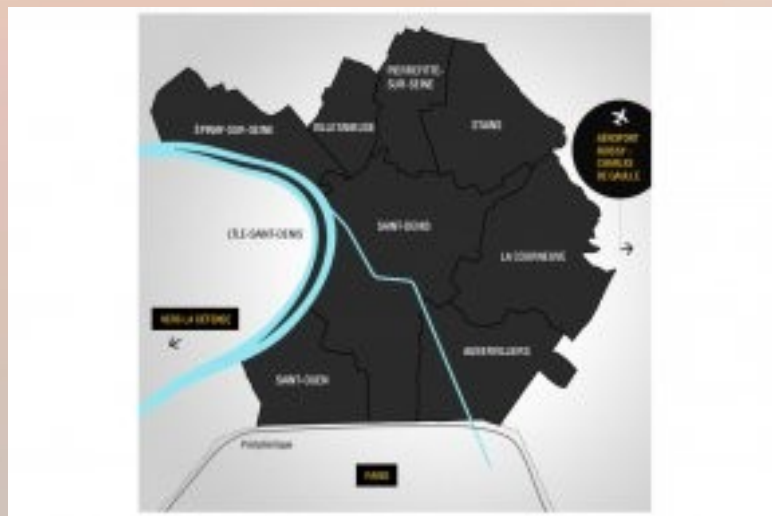 PIERREFITTE-
SUR-SEINE
ÉPINAY-SUR-SEINE
VILLETANEUSE
STAINS
AÉROPORT
ROISSY -
CHARLES
DE GAULLE
L'ÎLE-SAINT-DENIS
SAINT-DENIS
LA COURNEUVE
VERS LA DÉFENSE
AUBERVILLIERS
SAINT-OUEN
Périphérique
PARIS